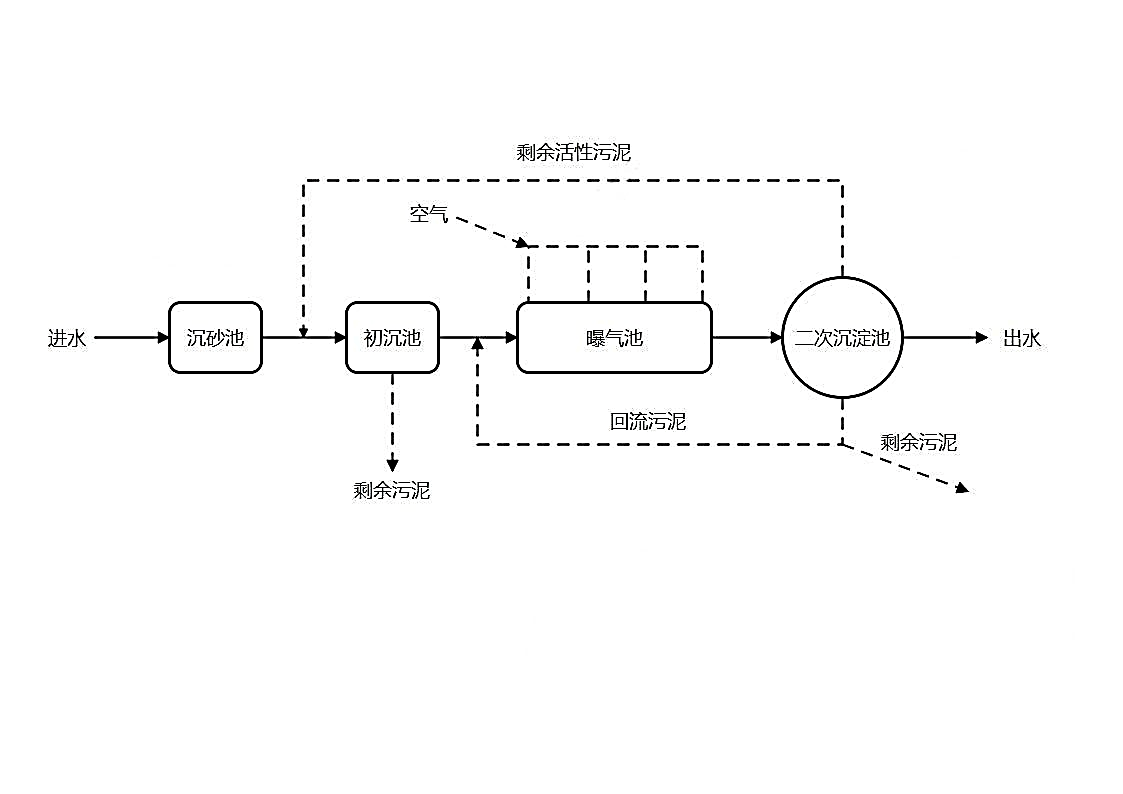 剩余活性污泥
空气
进水
沉砂池
初沉池
曝气池
二次沉淀池
出水
回流污泥
剩余污泥
剩余污泥